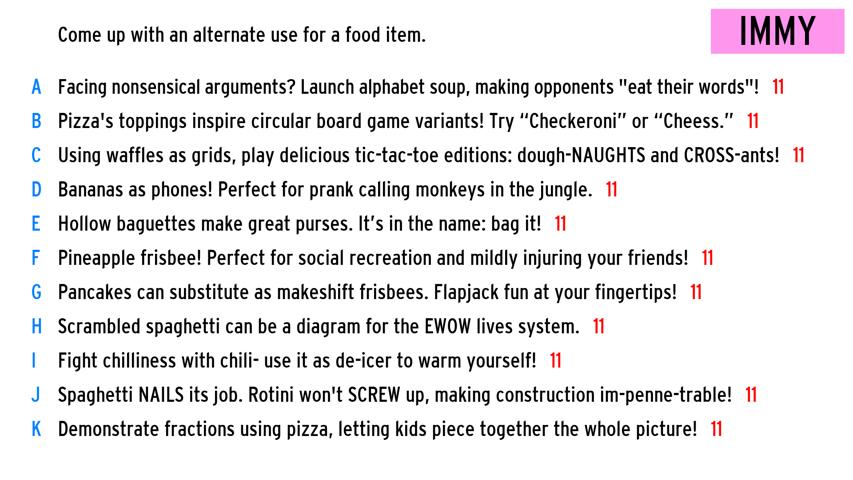 Come up with an alternate use for a food item.
IMMY
A Facing nonsensical arguments? Launch alphabet soup, making opponents "eat their words"! 11
B Pizza's toppings inspire circular board game variants! Try “Checkeroni” or “Cheess.” 11
C Using waffles as grids, play delicious tic-tac-toe editions: dough-NAUGHTS and CROSS-ants! 11
D Bananas as phones! Perfect for prank calling monkeys in the jungle. 11
E Hollow baguettes make great purses. It’s in the name: bag it! 11
F Pineapple frisbee! Perfect for social recreation and mildly injuring your friends! 11
G Pancakes can substitute as makeshift frisbees. Flapjack fun at your fingertips! 11
H Scrambled spaghetti can be a diagram for the EWOW lives system. 11
I Fight chilliness with chili- use it as de-icer to warm yourself! 11
J Spaghetti NAILS its job. Rotini won't SCREW up, making construction im-penne-trable! 11
K Demonstrate fractions using pizza, letting kids piece together the whole picture! 11